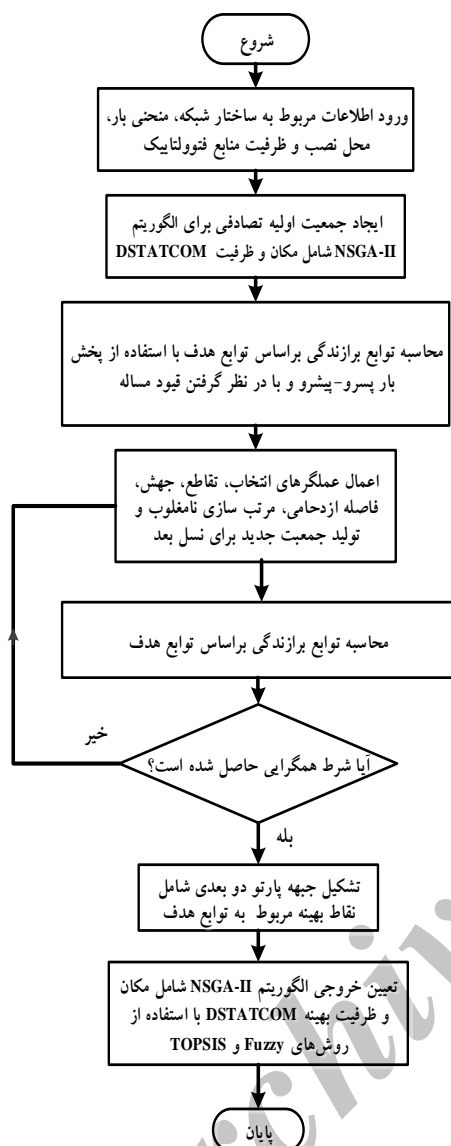 شروع
ورود اطلاعات مربوط به ساختار شبکه، منحنی بار،
محل نصب و ظرفیت منابع فتوولتاییک
ایجاد جمعیت اولیه تصادفی برای الگوریتم
NSGA-II شامل مکان و ظرفیت DSTATCOM
محاسبه توابع برازندگی براساس توابع هدف با استفاده از پخش
بار پسرو-پیشرو و با در نظر گرفتن قیود مساله
اعمال عملگرهای انتخاب، تقاطع، جهش،
فاصله ازدحامی، مرتب سازی نامغلوب و
تولید جمعیت جدید برای نسل بعد
محاسبه توابع برازندگی براساس توابع هدف
آیا شرط همگرایی حاصل شده است؟
خیر
بله
تشکیل جبهه پارتو دو بعدی شامل
نقاط بهینه مربوط به توابع هدف
تعیین خروجی الگوریتم NSGA-II شامل مکان
و ظرفیت بهینه DSTATCOM با استفاده از
روش‌های Fuzzy و TOPSIS
پایان